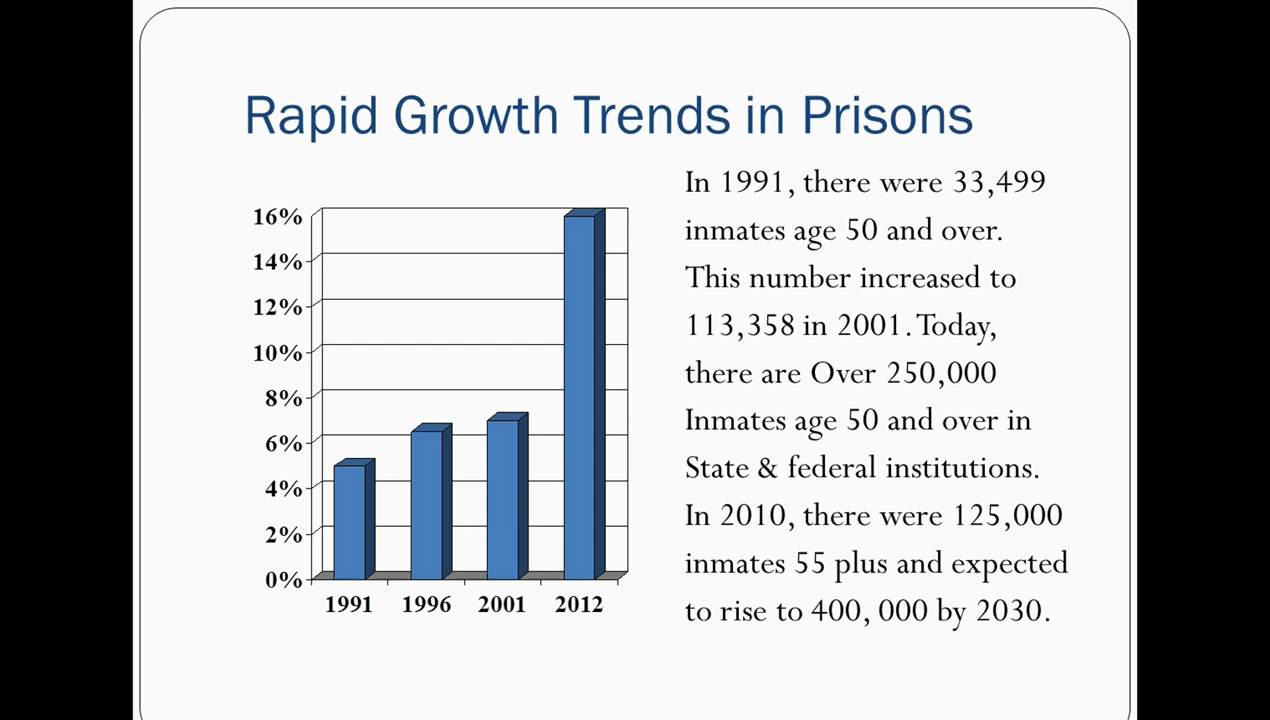 Rapid Growth Trends in Prisons
In 1991, there were 33,499
inmates age 50 and over.
This number increased to
113,358 in 2001. Today,
there are Over 250,000
Inmates age 50 and over in
State & federal institutions.
In 2010, there were 125,000
inmates 55 plus and expected
to rise to 400, 000 by 2030.
16%
14%
12%
10%
8%
6%
4%
2%
0%
1991 1996 2001 2012